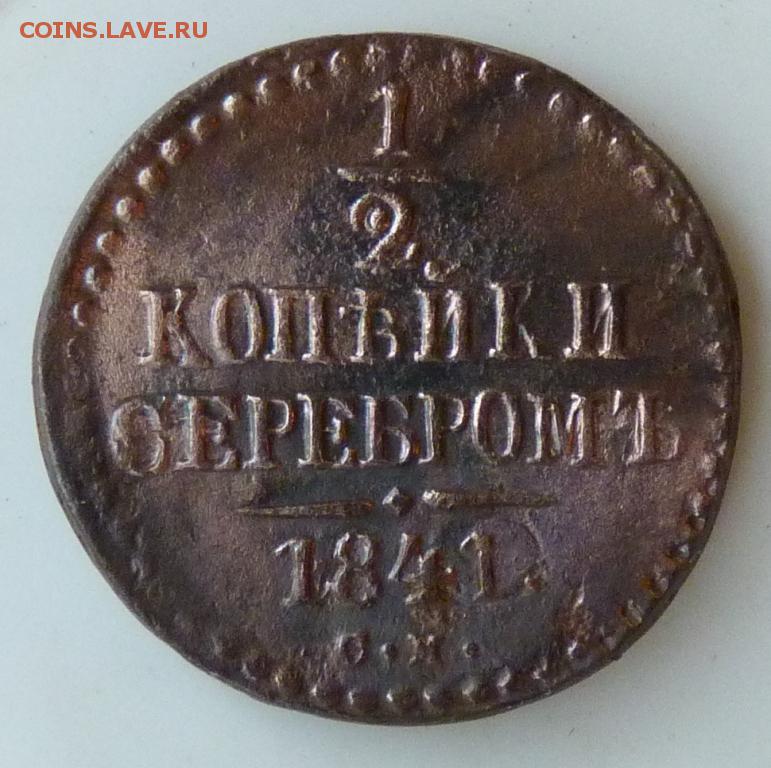 COINS.LAVE.RU
1
2
КОПѢЙКИ
СЕРЕБРОМЪ
1841.
С.М.